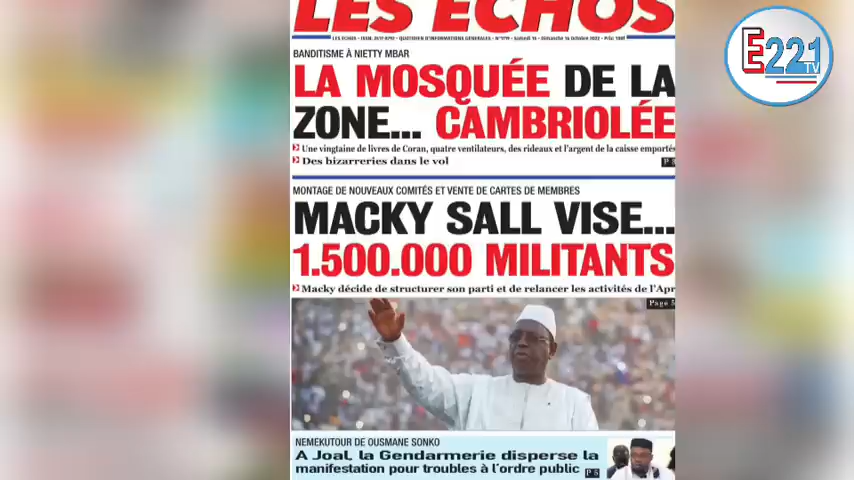 LES ECHOS
E221
TV
BANDITISME À NIETTY MBAR
LA MOSQUÉE DE LA
ZONE... CAMBRIOLÉE
Une vingtaine de livres de Coran, quatre ventilateurs, des rideaux et l'argent de la caisse emportés
Des bizarreries dans le vol
P 5
MONTAGE DE NOUVEAUX COMITÉS ET VENTE DE CARTES DE MEMBRES
MACKY SALL VISE...
1.500.000 MILITANTS
Macky décide de structurer son parti et de relancer les activités de l'Apr
Page 5
NEMEKUTOUR DE OUSMANE SONKO
A Joal, la Gendarmerie disperse la
manifestation pour troubles à l'ordre public
P 5